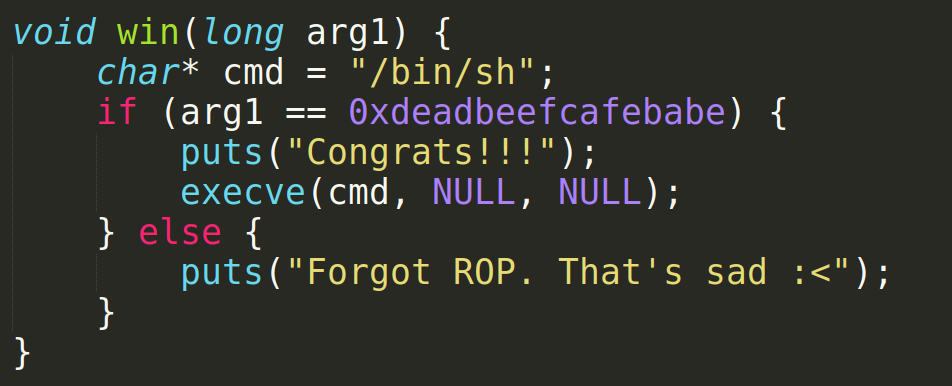 void win(long arg1) {
    char* cmd = "/bin/sh";
    if (arg1 == 0xdeadbeefcafebabe) {
        puts("Congrats!!!");
        execve(cmd, NULL, NULL);
    } else {
        puts("Forgot ROP. That's sad :<");
    }
}